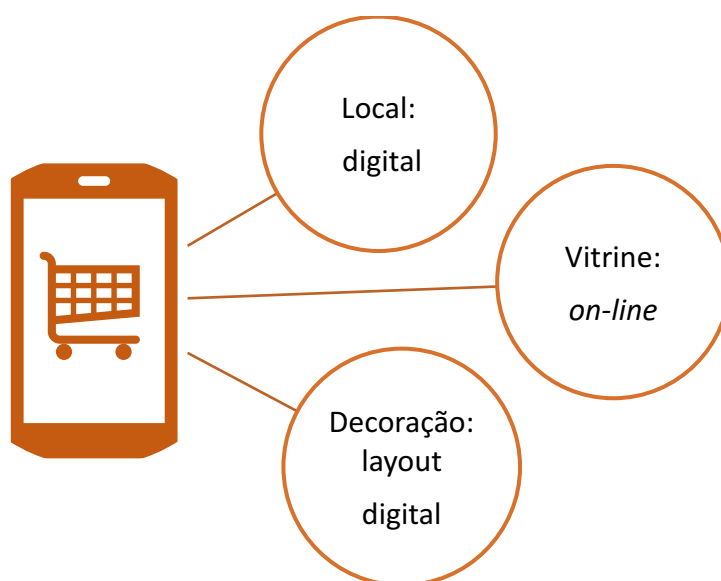 Local:
digital
Vitrine:
on-line
Decoração:
layout
digital